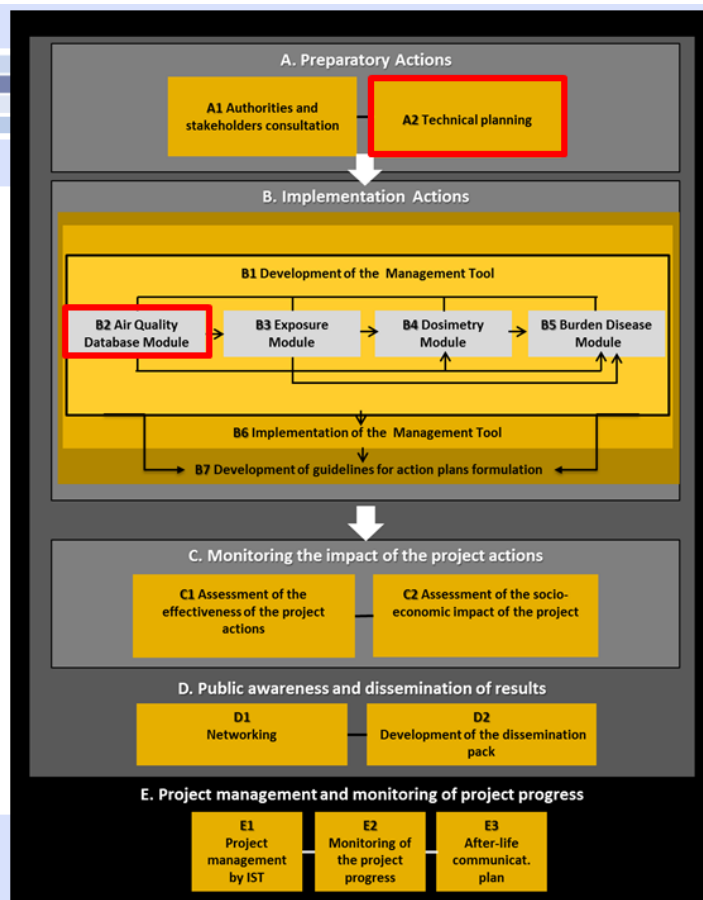 A. Preparatory Actions
A1 Authorities and
stakeholders consultation
A2 Technical planning
B. Implementation Actions
B1 Development of the Management Tool
B2 Air Quality
Database Module
B3 Exposure
Module
B4 Dosimetry
Module
B5 Burden Disease
Module
B6 Implementation of the Management Tool
B7 Development of guidelines for action plans formulation
C. Monitoring the impact of the project actions
C1 Assessment of the
effectiveness of the project
actions
C2 Assessment of the socio-
economic impact of the project
D. Public awareness and dissemination of results
D1
Networking
D2
Development of the dissemination
pack
E. Project management and monitoring of project progress
E1
Project
management
by IST
E2
Monitoring of
the project
progress
E3
After-life
communicat.
plan